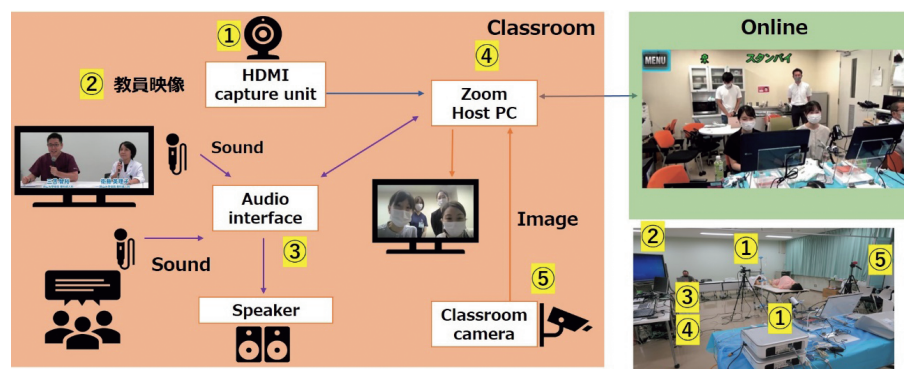 Classroom
①
HDMI
capture unit
② 教員映像
④
Zoom
Host PC
Sound
Audio
interface
③
Sound
Speaker
Image
⑤
Classroom
camera
Online
MENU
スタンバイ
②
①
⑤
③
④
①